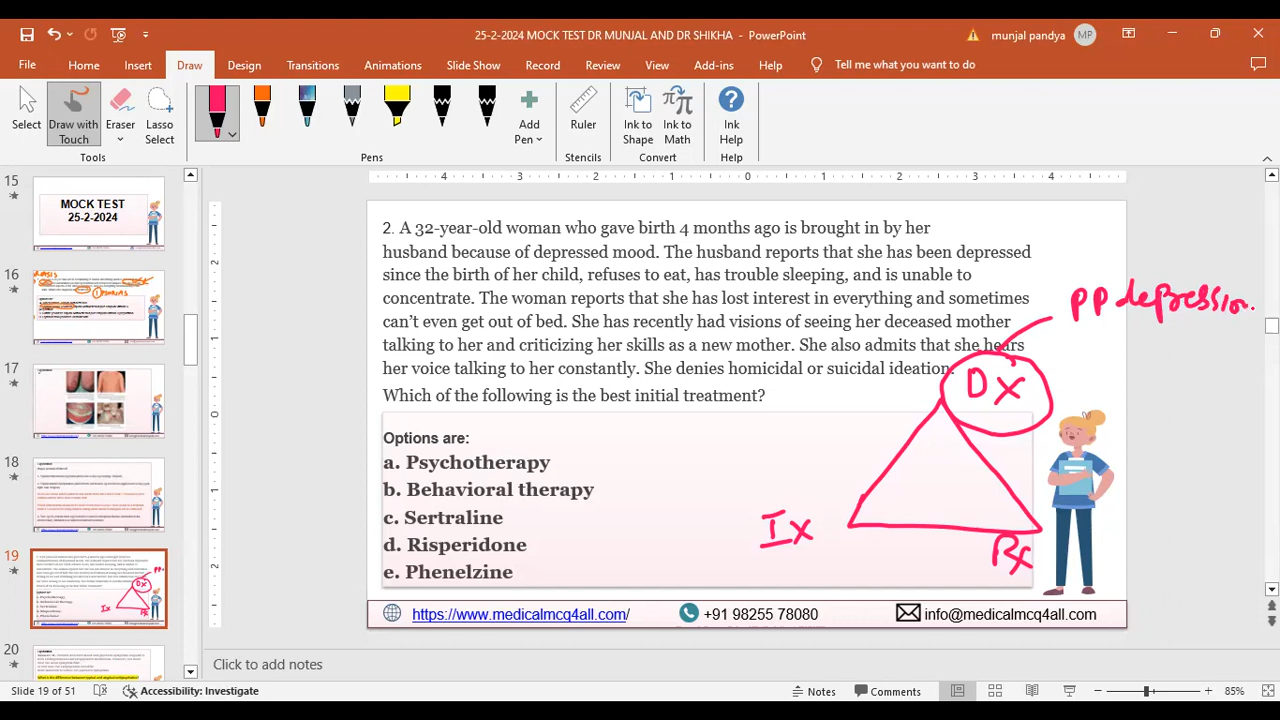 25-2-2024 MOCK TEST DR MUNJAL AND DR SHIKHA - PowerPoint
munjal pandya
MP
File
Home
Insert
Draw
Design
Transitions
Animations
Slide Show
Record
Review
View
Add-ins
Help
Tell me what you want to do
Select
Draw with Touch
Eraser
Lasso Select
Add Pen
Ruler
Ink to Shape
Ink to Math
Ink Help
Tools
Pens
Stencils
Convert
Help
15
MOCK TEST
25-2-2024
16
17
18
19
20
2. A 32-year-old woman who gave birth 4 months ago is brought in by her
husband because of depressed mood. The husband reports that she has been depressed
since the birth of her child, refuses to eat, has trouble sleeping, and is unable to
concentrate. The woman reports that she has lost interest in everything and sometimes
can't even get out of bed. She has recently had visions of seeing her deceased mother
talking to her and criticizing her skills as a new mother. She also admits that she hears
her voice talking to her constantly. She denies homicidal or suicidal ideation.
Which of the following is the best initial treatment?
pp depression
DX
Ix
Rx
Options are:
a. Psychotherapy
b. Behavioral therapy
c. Sertraline
d. Risperidone
e. Phenelzine
https://www.medicalmcq4all.com/
+91 98255 78080
info@medicalmcq4all.com
Click to add notes
Slide 19 of 51
Accessibility: Investigate
Notes
Comments
85%